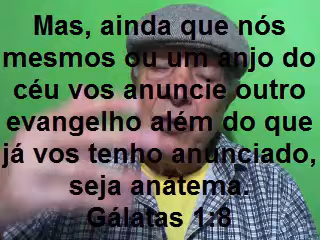 Mas, ainda que nós
mesmos ou um anjo do
céu vos anuncie outro
evangelho além do que
já vos tenho anunciado,
seja anátema.
Gálatas 1:8